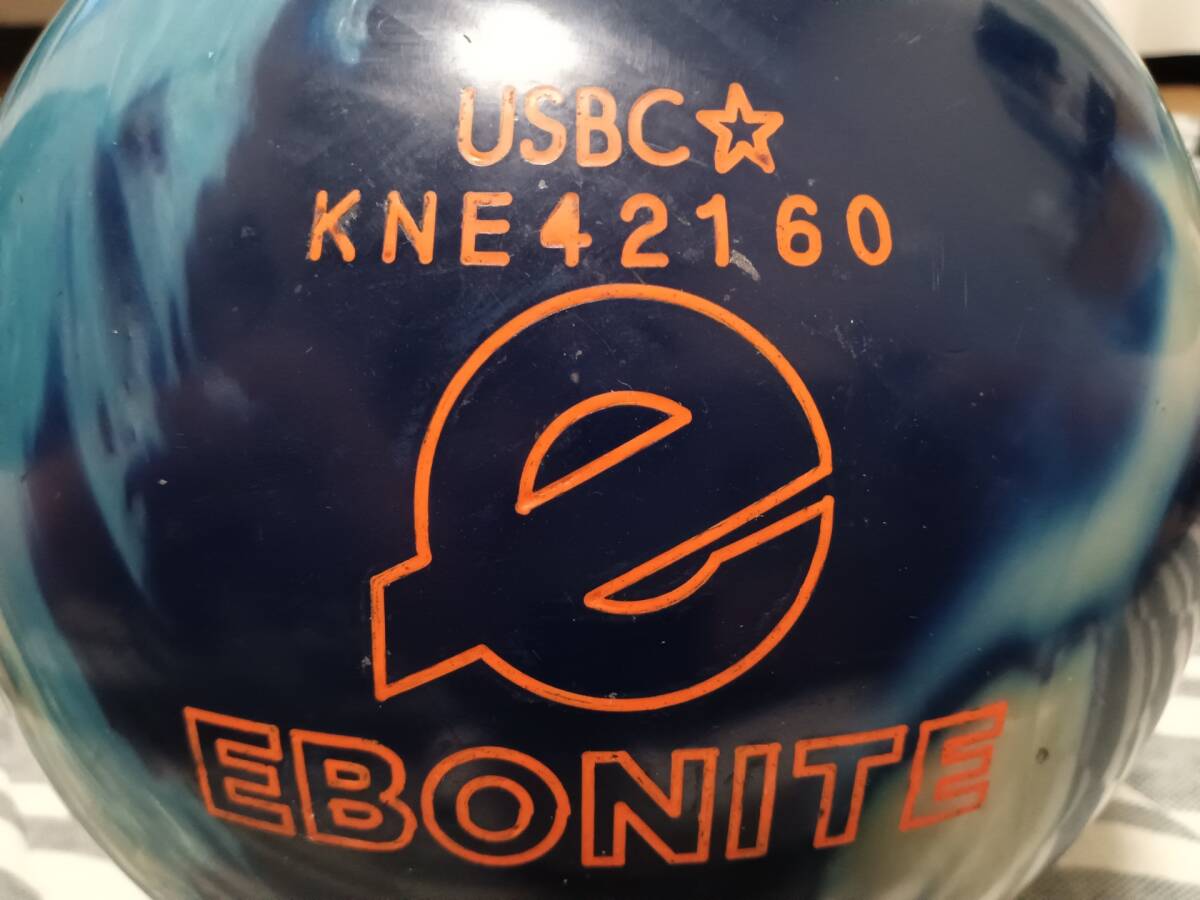 USBC☆
KNE42160
e
EBONITE